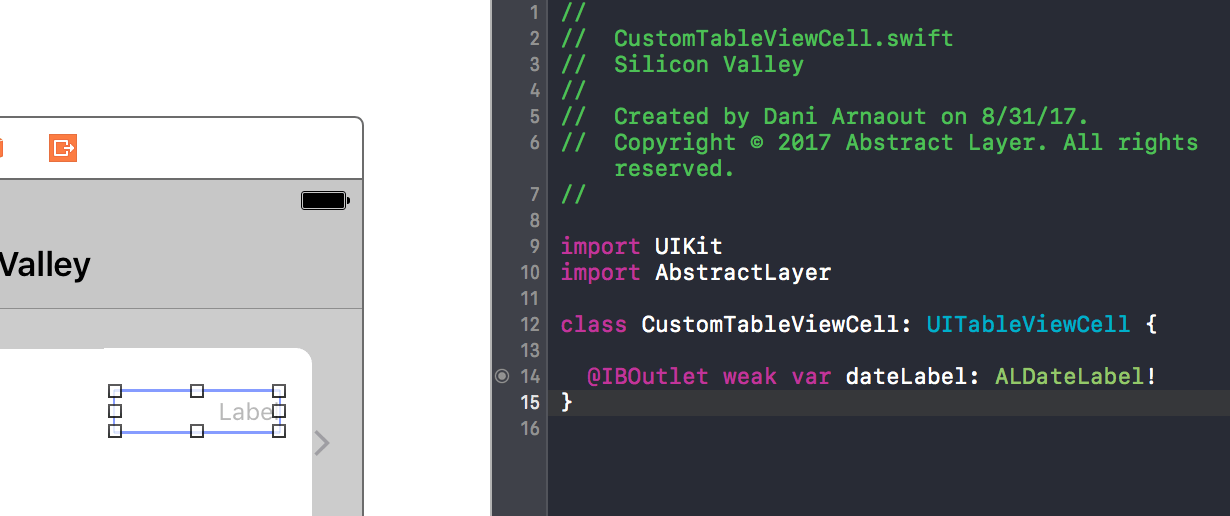 Valley
Label
1 //
2 //  CustomTableViewCell.swift
3 //  Silicon Valley
4 //
5 //  Created by Dani Arnaout on 8/31/17.
6 //  Copyright © 2017 Abstract Layer. All rights
reserved.
7 //
8
9 import UIKit
10 import AbstractLayer
11
12 class CustomTableViewCell: UITableViewCell {
13
14   @IBOutlet weak var dateLabel: ALDateLabel!
15 }
16